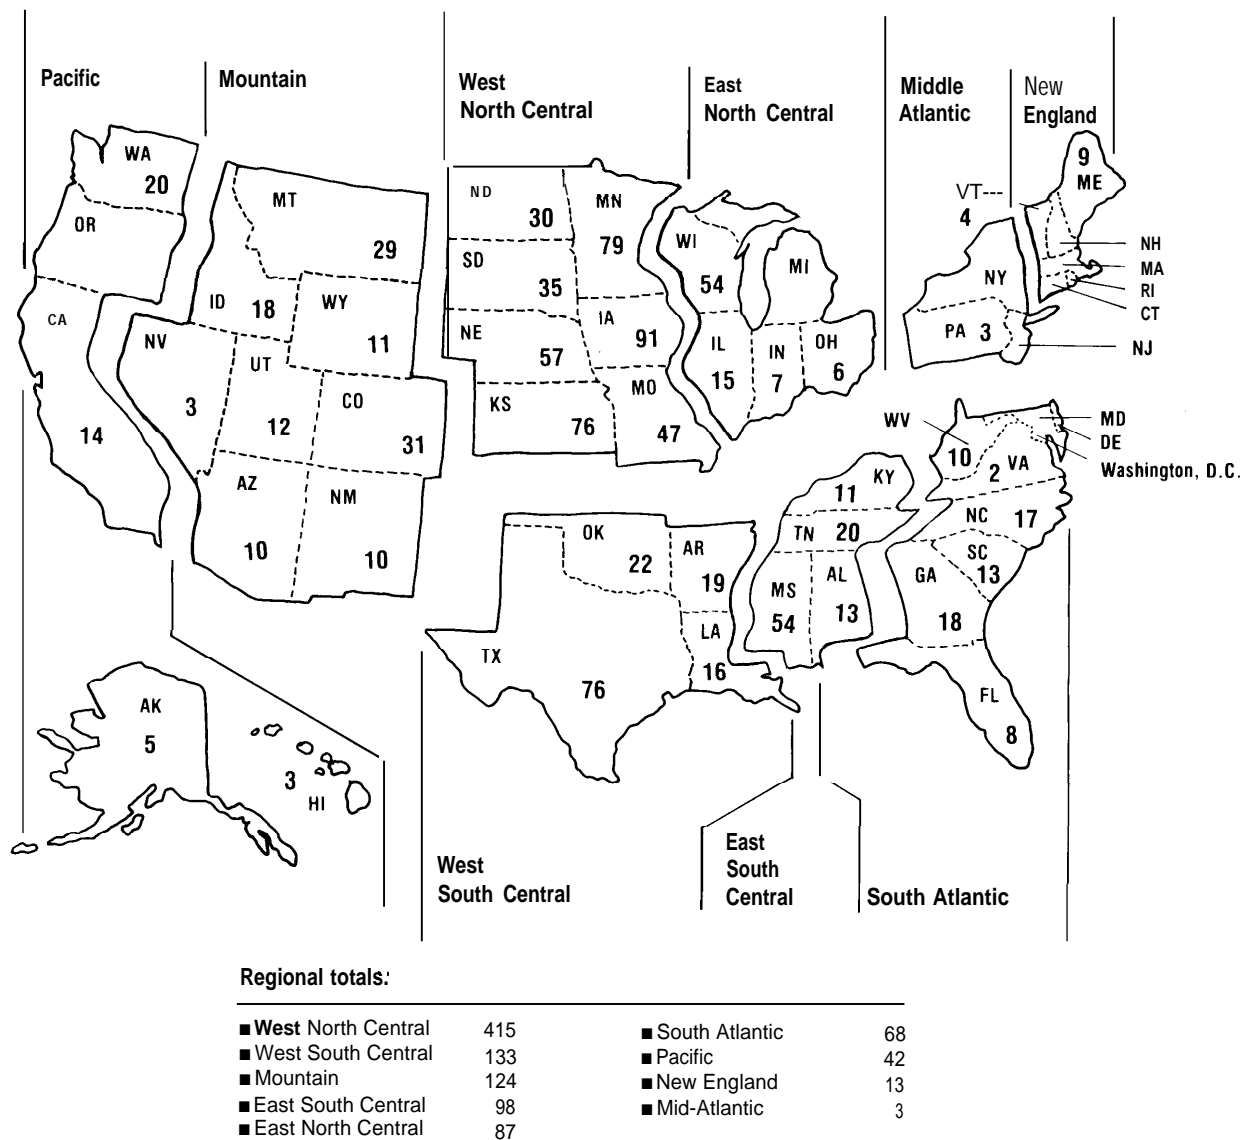 Pacific
Mountain
West
North Central
East
North Central
Middle
Atlantic
New
England
WA
20
OR
CA
14
MT
29
ID
18
WY
11
NV
3
UT
12
CO
31
AZ
10
NM
10
ND
30
SD
35
NE
57
KS
76
MN
79
IA
91
MO
47
WI
54
MI
IL
15
IN
7
OH
6
9
ME
VT---
4
NH
MA
RI
CT
NY
PA 3
NJ
WV
10
MD
DE
Washington, D.C.
VA
2
NC 17
SC
13
GA
18
FL
8
KY
11
TN 20
MS
54
AL
13
OK
22
AR
19
LA
16
TX
76
AK
5
3
HI
West
South Central
East
South
Central
South Atlantic
Regional totals:
■ West North Central 415
■ West South Central 133
■ Mountain 124
■ East South Central 98
■ East North Central 87
■ South Atlantic 68
■ Pacific 42
■ New England 13
■ Mid-Atlantic 3